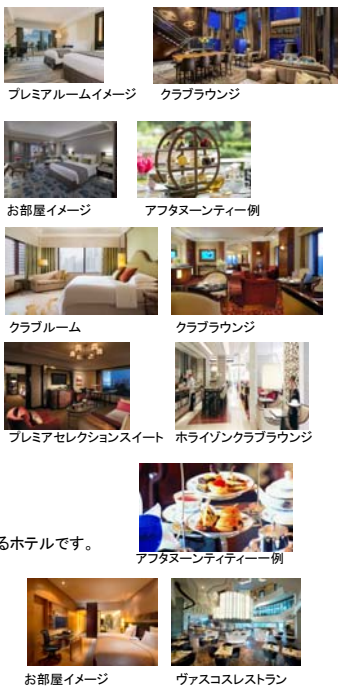 プレミアルームイメージ クラブラウンジ
お部屋イメージ アフタヌーンティー例
クラブルーム クラブラウンジ
プレミアセレクションスイート ホライゾンクラブラウンジ
るホテルです。
アフタヌーンティティー一例
お部屋イメージ ヴァスコスレストラン